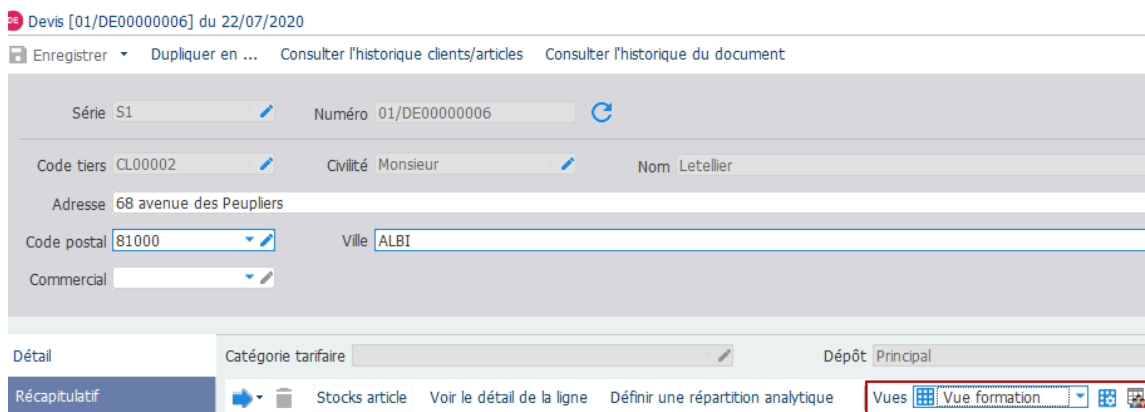 DE Devis [01/DE00000006] du 22/07/2020
Enregistrer Dupliquer en ... Consulter l'historique clients/articles Consulter l'historique du document
Série S1 Numéro 01/DE00000006
Code tiers CL00002 Civilité Monsieur Nom Letellier
Adresse 68 avenue des Peupliers
Code postal 81000 Ville ALBI
Commercial
Détail Catégorie tarifaire Dépôt Principal
Récapitulatif Stocks article Voir le détail de la ligne Définir une répartition analytique Vues Vue formation